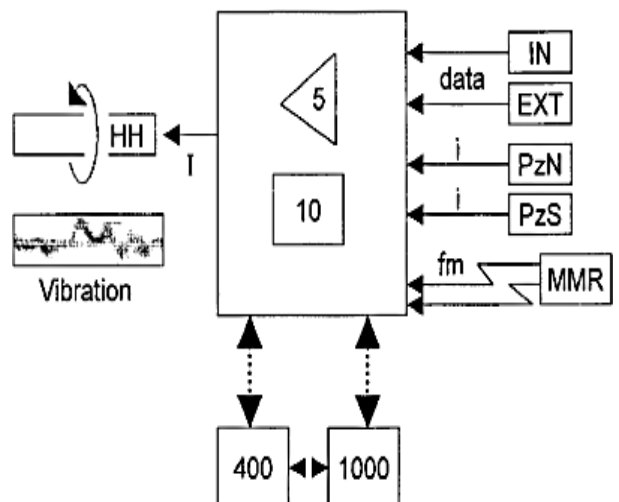 IN
data
5
EXT
HH
I
i
PzN
10
i
PzS
Vibration
fm
MMR
400
1000